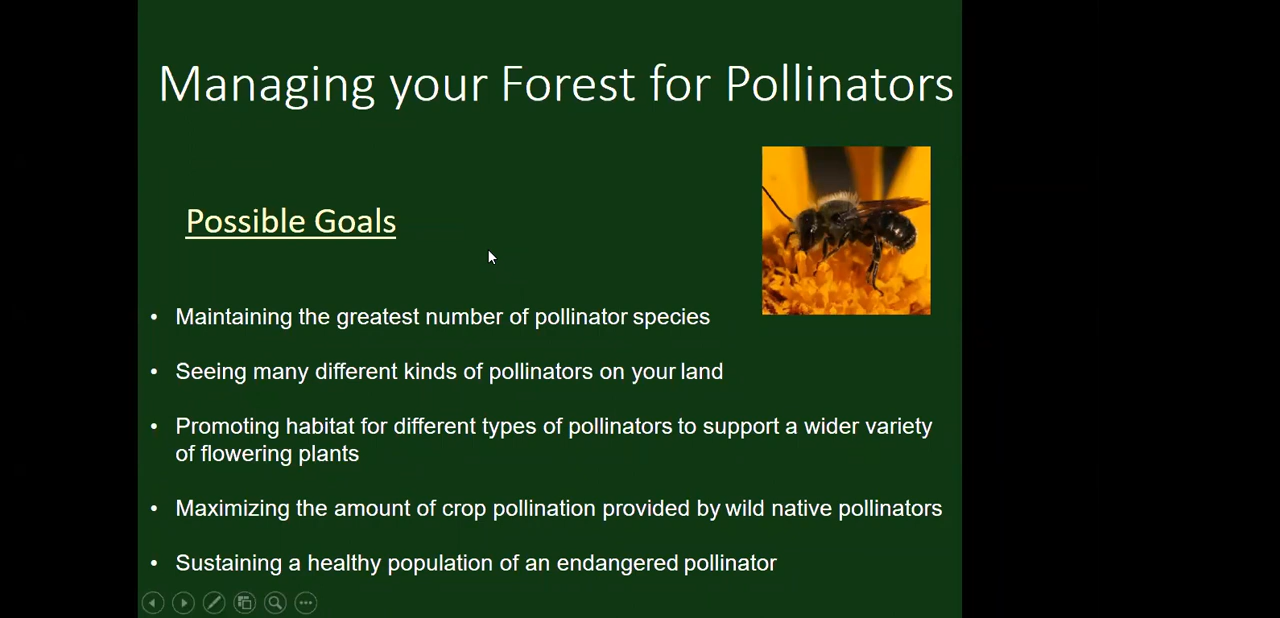 Managing your Forest for Pollinators
Possible Goals
• Maintaining the greatest number of pollinator species
• Seeing many different kinds of pollinators on your land
• Promoting habitat for different types of pollinators to support a wider variety
of flowering plants
• Maximizing the amount of crop pollination provided by wild native pollinators
• Sustaining a healthy population of an endangered pollinator